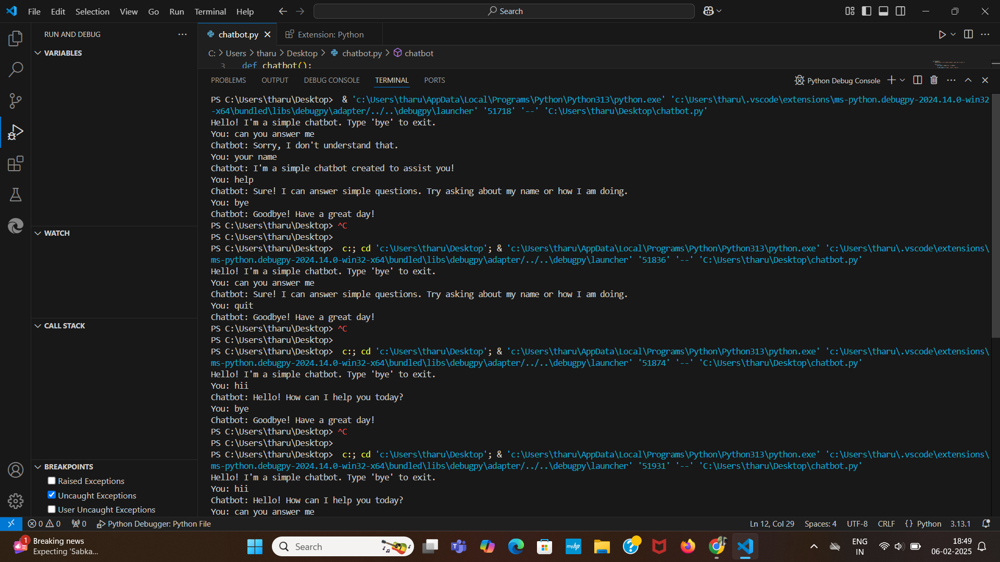 File Edit Selection View Go Run Terminal Help
Search
RUN AND DEBUG
VARIABLES
WATCH
CALL STACK
BREAKPOINTS
Raised Exceptions
Uncaught Exceptions
User Uncaught Exceptions
chatbot.py Extension: Python
C: > Users > tharu > Desktop > chatbot.py > chatbot
3 def chatbot():
PROBLEMS OUTPUT DEBUG CONSOLE TERMINAL PORTS
Python Debug Console
PS C:\Users\tharu\Desktop>  & 'c:\Users\tharu\AppData\Local\Programs\Python\Python313\python.exe' 'c:\Users\tharu\.vscode\extensions\ms-python.debugpy-2024.14.0-win32
-x64\bundled\libs\debugpy\adapter/../..\debugpy\launcher' '51718' '--' 'C:\Users\tharu\Desktop\chatbot.py'
Hello! I'm a simple chatbot. Type 'bye' to exit.
You: can you answer me
Chatbot: Sorry, I don't understand that.
You: your name
Chatbot: I'm a simple chatbot created to assist you!
You: help
Chatbot: Sure! I can answer simple questions. Try asking about my name or how I am doing.
You: bye
Chatbot: Goodbye! Have a great day!
PS C:\Users\tharu\Desktop> ^C
PS C:\Users\tharu\Desktop>
PS C:\Users\tharu\Desktop>  c:; cd 'c:\Users\tharu\Desktop'; & 'c:\Users\tharu\AppData\Local\Programs\Python\Python313\python.exe' 'c:\Users\tharu\.vscode\extensions\
ms-python.debugpy-2024.14.0-win32-x64\bundled\libs\debugpy\adapter/../..\debugpy\launcher' '51836' '--' 'C:\Users\tharu\Desktop\chatbot.py'
Hello! I'm a simple chatbot. Type 'bye' to exit.
You: can you answer me
Chatbot: Sure! I can answer simple questions. Try asking about my name or how I am doing.
You: quit
Chatbot: Goodbye! Have a great day!
PS C:\Users\tharu\Desktop> ^C
PS C:\Users\tharu\Desktop>
PS C:\Users\tharu\Desktop>  c:; cd 'c:\Users\tharu\Desktop'; & 'c:\Users\tharu\AppData\Local\Programs\Python\Python313\python.exe' 'c:\Users\tharu\.vscode\extensions\
ms-python.debugpy-2024.14.0-win32-x64\bundled\libs\debugpy\adapter/../..\debugpy\launcher' '51874' '--' 'C:\Users\tharu\Desktop\chatbot.py'
Hello! I'm a simple chatbot. Type 'bye' to exit.
You: hii
Chatbot: Hello! How can I help you today?
You: bye
Chatbot: Goodbye! Have a great day!
PS C:\Users\tharu\Desktop> ^C
PS C:\Users\tharu\Desktop>
PS C:\Users\tharu\Desktop>  c:; cd 'c:\Users\tharu\Desktop'; & 'c:\Users\tharu\AppData\Local\Programs\Python\Python313\python.exe' 'c:\Users\tharu\.vscode\extensions\
ms-python.debugpy-2024.14.0-win32-x64\bundled\libs\debugpy\adapter/../..\debugpy\launcher' '51931' '--' 'C:\Users\tharu\Desktop\chatbot.py'
Hello! I'm a simple chatbot. Type 'bye' to exit.
You: hii
Chatbot: Hello! How can I help you today?
You: can you answer me
0 0 0 Python Debugger: Python File Ln 12, Col 29 Spaces: 4 UTF-8 CRLF {} Python 3.13.1
1 Breaking news
Expecting 'Sabka...
Search
myhp
ENG
IN
18:49
06-02-2025